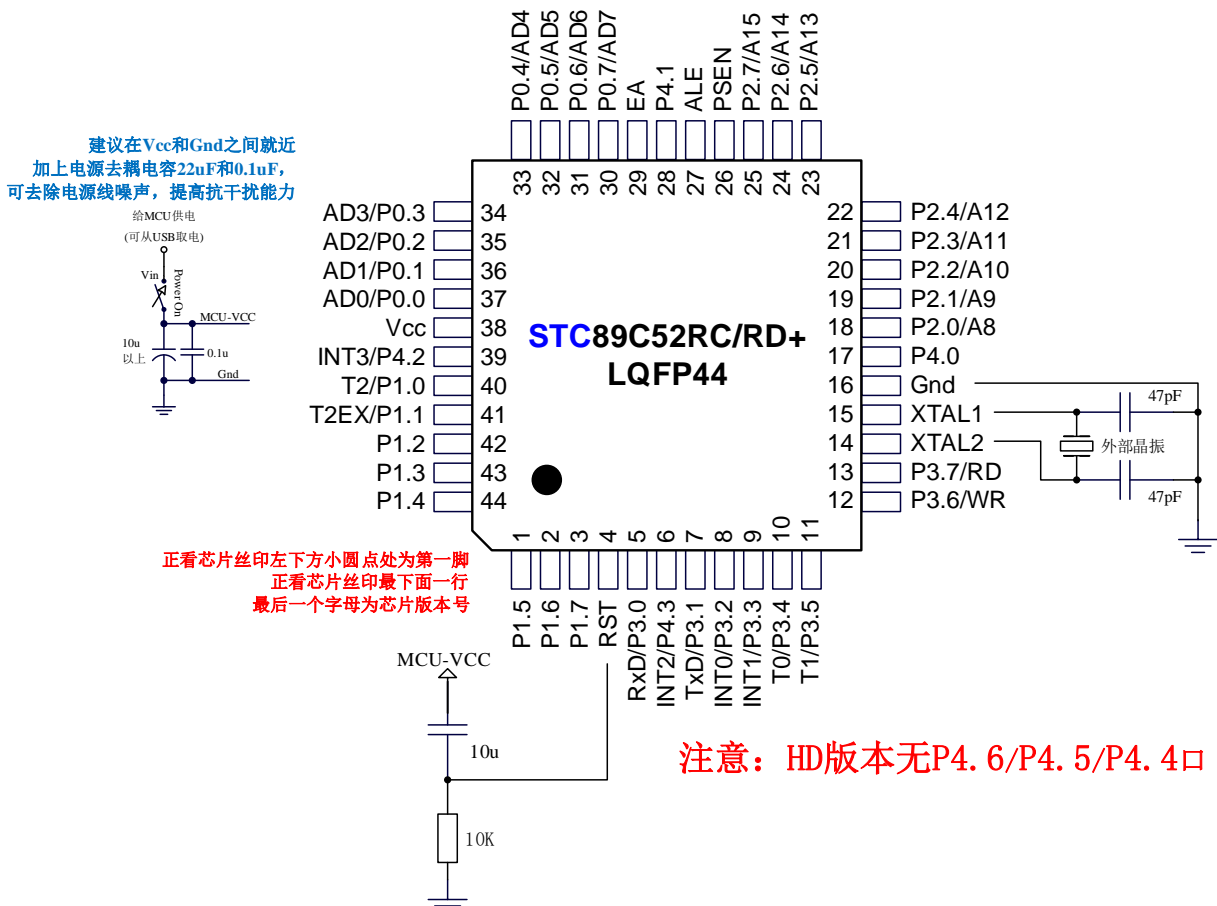 P0.4/AD4
P0.5/AD5
P0.6/AD6
P0.7/AD7
EA
P4.1
ALE
PSEN
P2.7/A15
P2.6/A14
P2.5/A13
33
32
31
30
29
28
27
26
25
24
23
建议在Vcc和Gnd之间就近
加上电源去耦电容22uF和0.1uF，
可去除电源线噪声，提高抗干扰能力
给MCU供电
(可从USB取电)
Vin
Power On
MCU-VCC
10u
以上
0.1u
Gnd
AD3/P0.3 34
AD2/P0.2 35
AD1/P0.1 36
AD0/P0.0 37
Vcc 38
INT3/P4.2 39
T2/P1.0 40
T2EX/P1.1 41
P1.2 42
P1.3 43
P1.4 44
STC89C52RC/RD+
LQFP44
22 P2.4/A12
21 P2.3/A11
20 P2.2/A10
19 P2.1/A9
18 P2.0/A8
17 P4.0
16 Gnd
15 XTAL1
14 XTAL2
13 P3.7/RD
12 P3.6/WR
47pF
外部晶振
47pF
1
2
3
4
5
6
7
8
9
10
11
P1.5
P1.6
P1.7
RST
RxD/P3.0
INT2/P4.3
TxD/P3.1
INT0/P3.2
INT1/P3.3
T0/P3.4
T1/P3.5
正看芯片丝印左下方小圆点处为第一脚
正看芯片丝印最下面一行
最后一个字母为芯片版本号
MCU-VCC
10u
10K
注意：HD版本无P4.6/P4.5/P4.4口